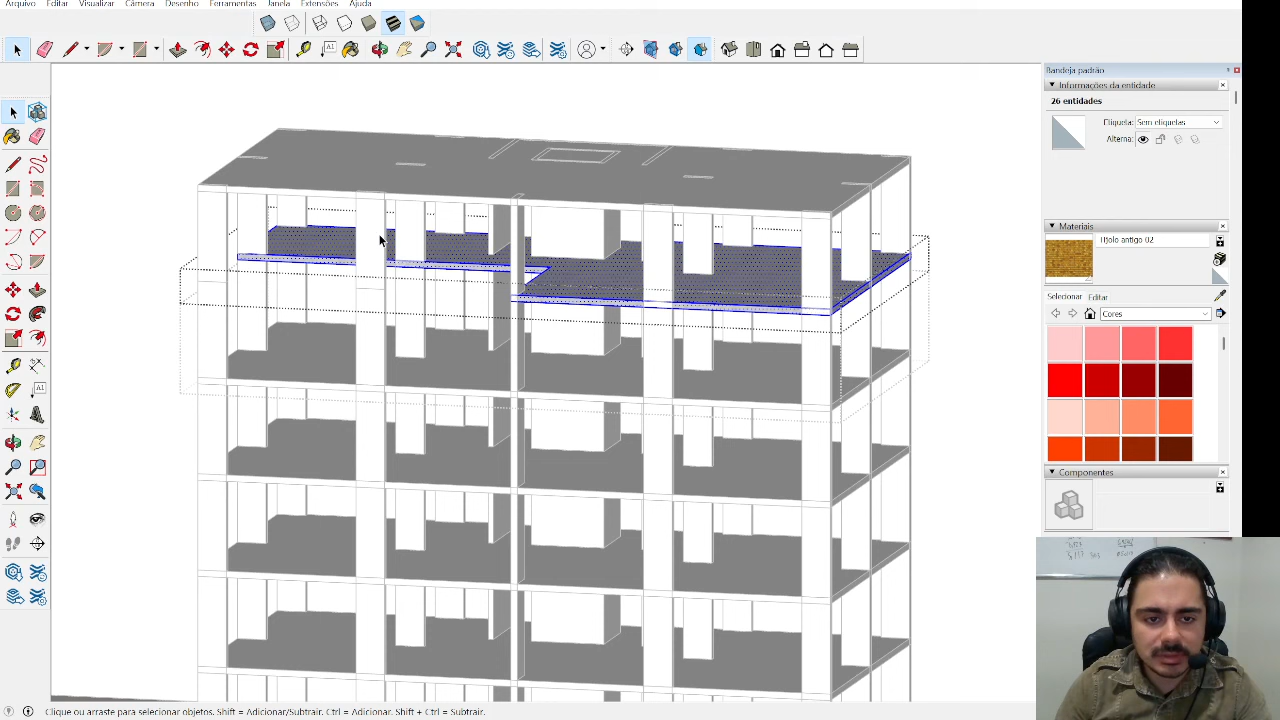 Arquivo Editar Visualizar Câmera Desenho Ferramentas Janela Extensões Ajuda
Bandeja padrão
Informações da entidade
26 entidades
Etiqueta: Sem etiquetas
Alterna:
Materiais
Tijolo antigo 02
Selecionar Editar
Cores
Componentes
Clique ou arraste para selecionar objetos. Shift = Adicionar/Subtrair. Ctrl = Adicionar. Shift + Ctrl = Subtrair.